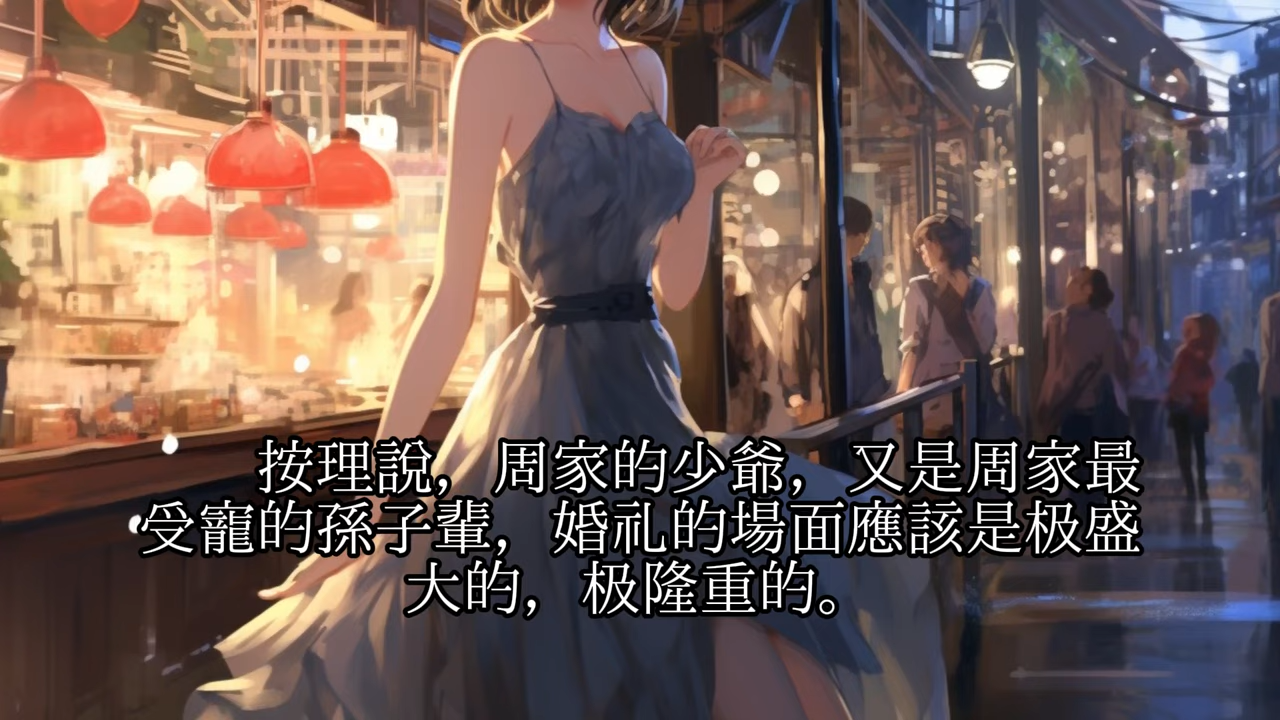 按理說，周家的少爺，又是周家最
受寵的孫子輩，婚礼的場面應該是极盛
大的，极隆重的。